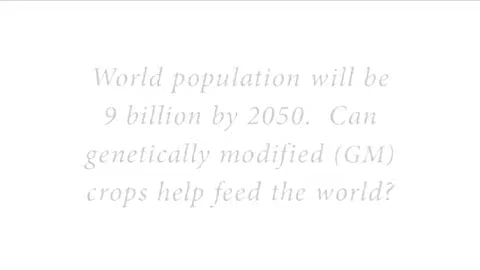 World population will be
9 billion by 2050.  Can
genetically modified (GM)
crops help feed the world?